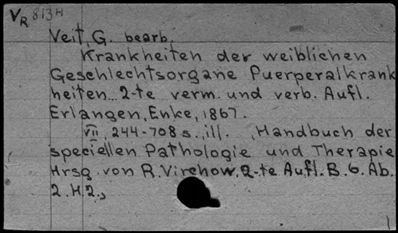 VR 813H
Veit, G. bearb.
Krankheiten der weiblichen
Geschlechtsorgane Puerperalkrank
heiten... 2-te verm. und verb. Aufl.
Erlangen, Enke, 1867.
VII, 244-708 s., ill. , Handbuch der
speciellen Pathologie und Therapie
Hrsg. von R. Virchow. 2-te Aufl. B. 6. Ab.
2. H. 2.,